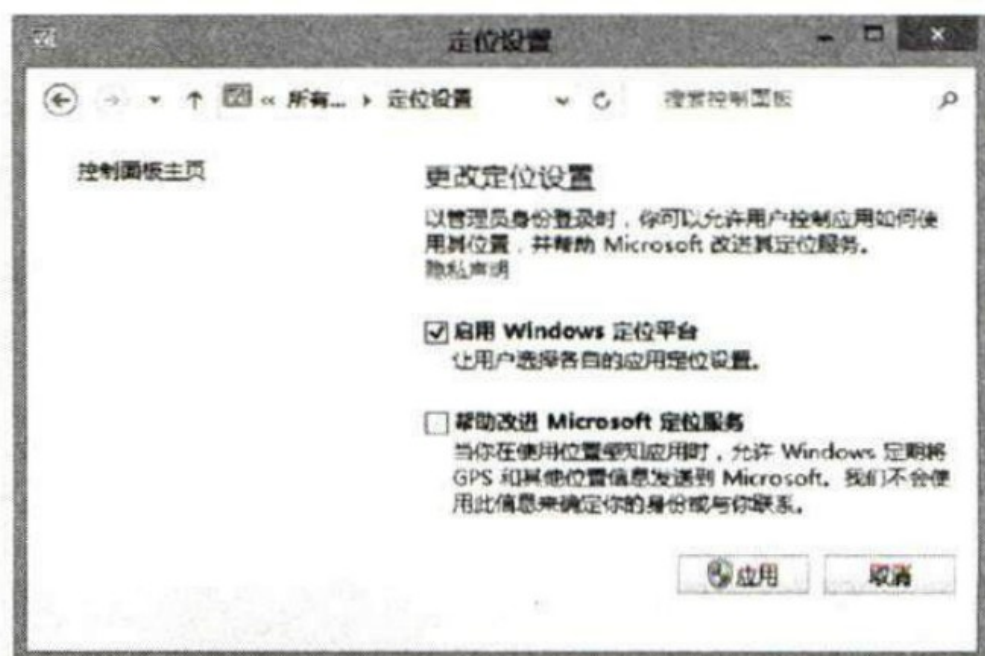 定位设置
« 所有... ▸ 定位设置
搜索控制面板
控制面板主页
更改定位设置
以管理员身份登录时，你可以允许用户控制应用如何使
用其位置，并帮助 Microsoft 改进其定位服务。
隐私声明
启用 Windows 定位平台
让用户选择各自的应用定位设置。
帮助改进 Microsoft 定位服务
当你在使用位置感知应用时，允许 Windows 定期将
GPS 和其他位置信息发送到 Microsoft。我们不会使
用此信息来确定你的身份或与你联系。
应用
取消